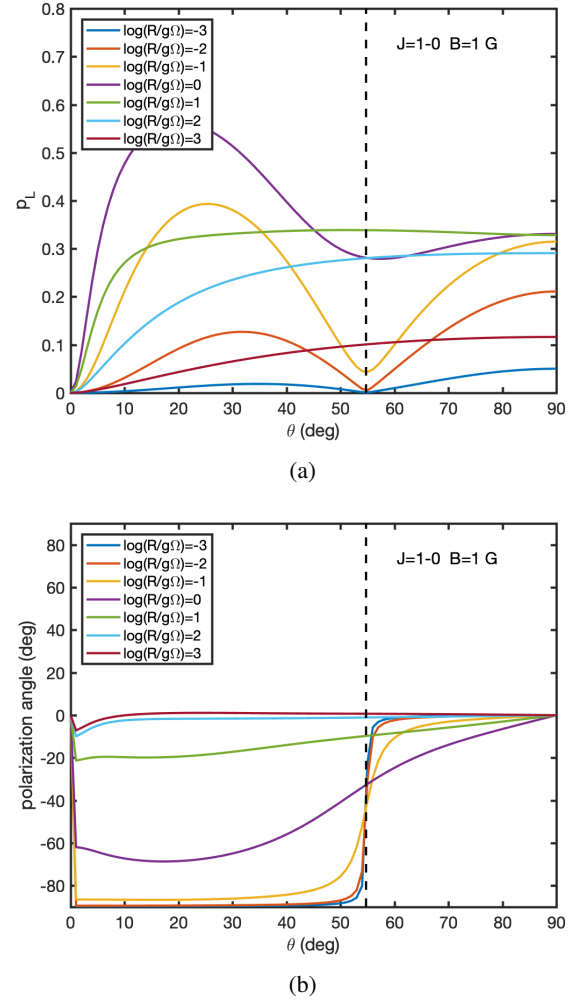 0.8
0.7
0.6
0.5
0.4
0.3
0.2
0.1
0
p_L
log(R/gΩ)=-3
log(R/gΩ)=-2
log(R/gΩ)=-1
log(R/gΩ)=0
log(R/gΩ)=1
log(R/gΩ)=2
log(R/gΩ)=3
J=1-0 B=1 G
0 10 20 30 40 50 60 70 80 90
θ (deg)
(a)
80
60
40
20
0
-20
-40
-60
-80
polarization angle (deg)
log(R/gΩ)=-3
log(R/gΩ)=-2
log(R/gΩ)=-1
log(R/gΩ)=0
log(R/gΩ)=1
log(R/gΩ)=2
log(R/gΩ)=3
J=1-0 B=1 G
0 10 20 30 40 50 60 70 80 90
θ (deg)
(b)